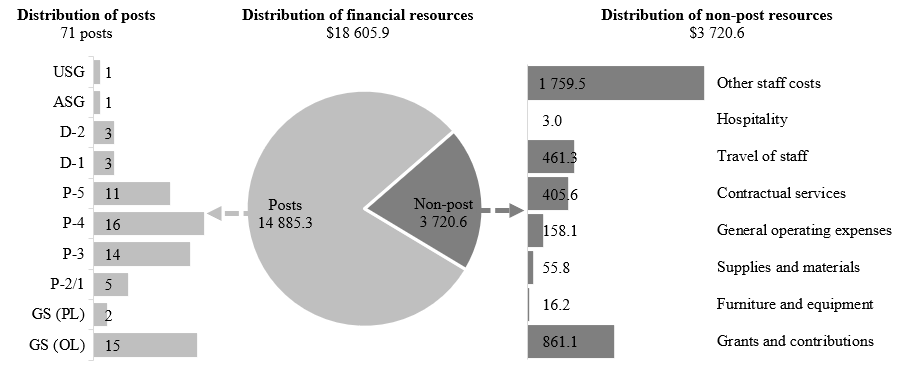 Distribution of posts
71 posts
USG 1
ASG 1
D-2 3
D-1 3
P-5 11
P-4 16
P-3 14
P-2/1 5
GS (PL) 2
GS (OL) 15
Distribution of financial resources
$18 605.9
Posts
14 885.3
Non-post
3 720.6
Distribution of non-post resources
$3 720.6
1 759.5 Other staff costs
3.0 Hospitality
461.3 Travel of staff
405.6 Contractual services
158.1 General operating expenses
55.8 Supplies and materials
16.2 Furniture and equipment
861.1 Grants and contributions